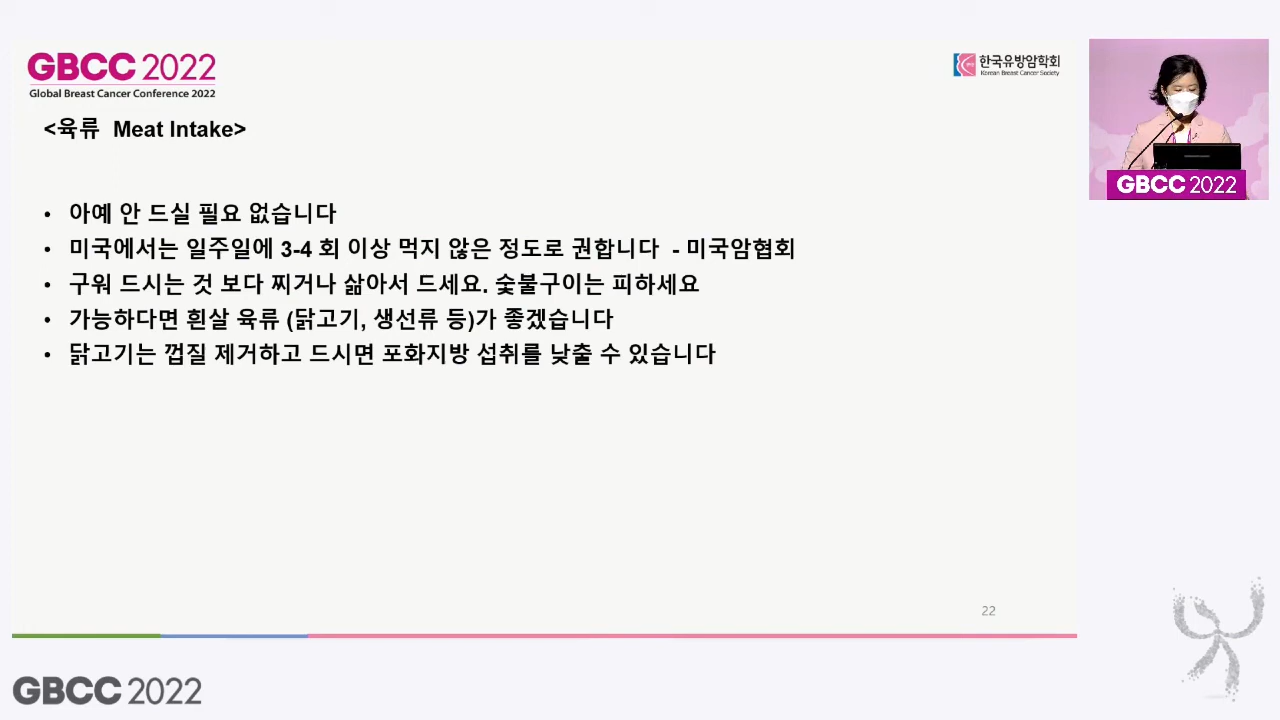 GBCC 2022
Global Breast Cancer Conference 2022
한국유방암학회
Korean Breast Cancer Society
<육류 Meat Intake>
• 아예 안 드실 필요 없습니다
• 미국에서는 일주일에 3-4 회 이상 먹지 않은 정도로 권합니다 - 미국암협회
• 구워 드시는 것 보다 찌거나 삶아서 드세요. 숯불구이는 피하세요
• 가능하다면 흰살 육류 (닭고기, 생선류 등)가 좋겠습니다
• 닭고기는 껍질 제거하고 드시면 포화지방 섭취를 낮출 수 있습니다
22
GBCC 2022
GBCC 2022